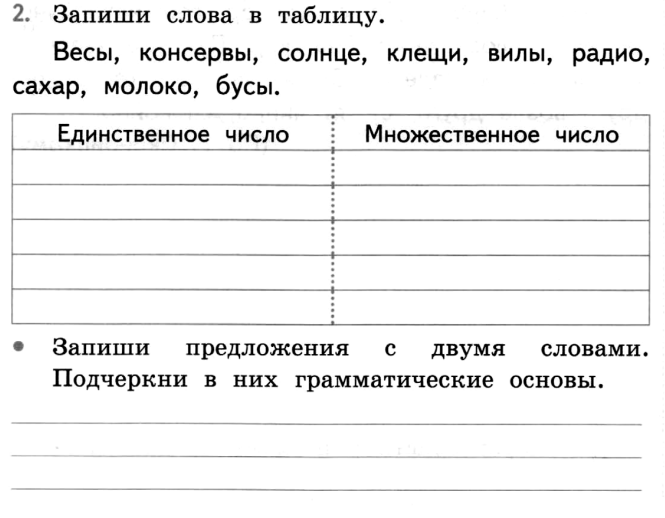 2. Запиши слова в таблицу.
Весы, консервы, солнце, клещи, вилы, радио,
сахар, молоко, бусы.
Единственное число Множественное число
• Запиши предложения с двумя словами.
Подчеркни в них грамматические основы.